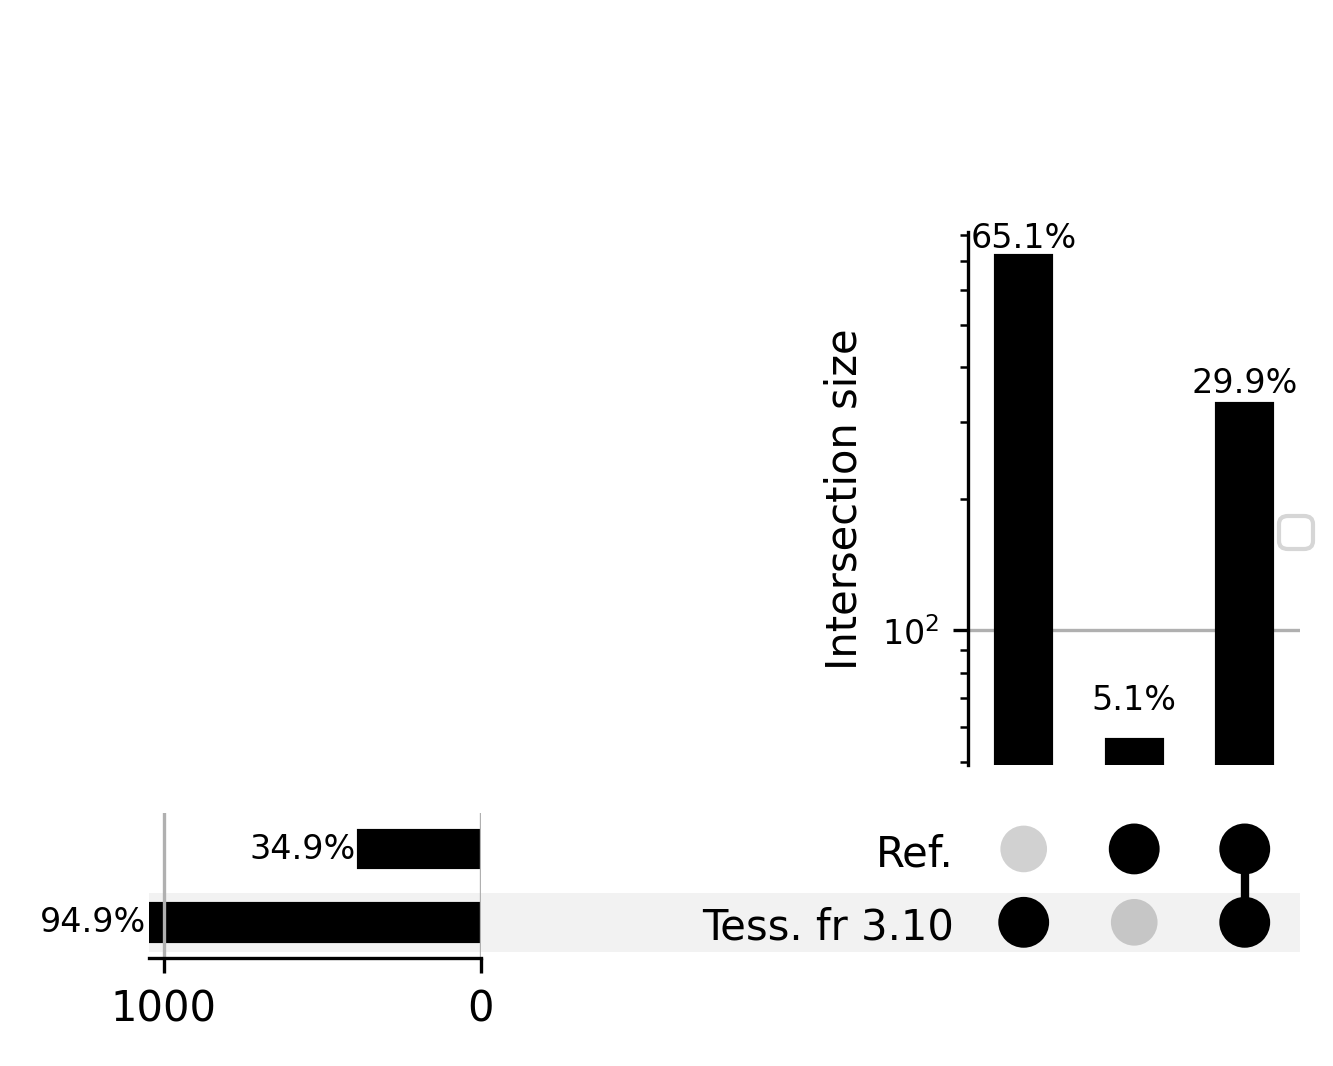 65.1%
29.9%
Intersection size
10²
5.1%
34.9%
Ref.
94.9%
Tess. fr 3.10
1000
0